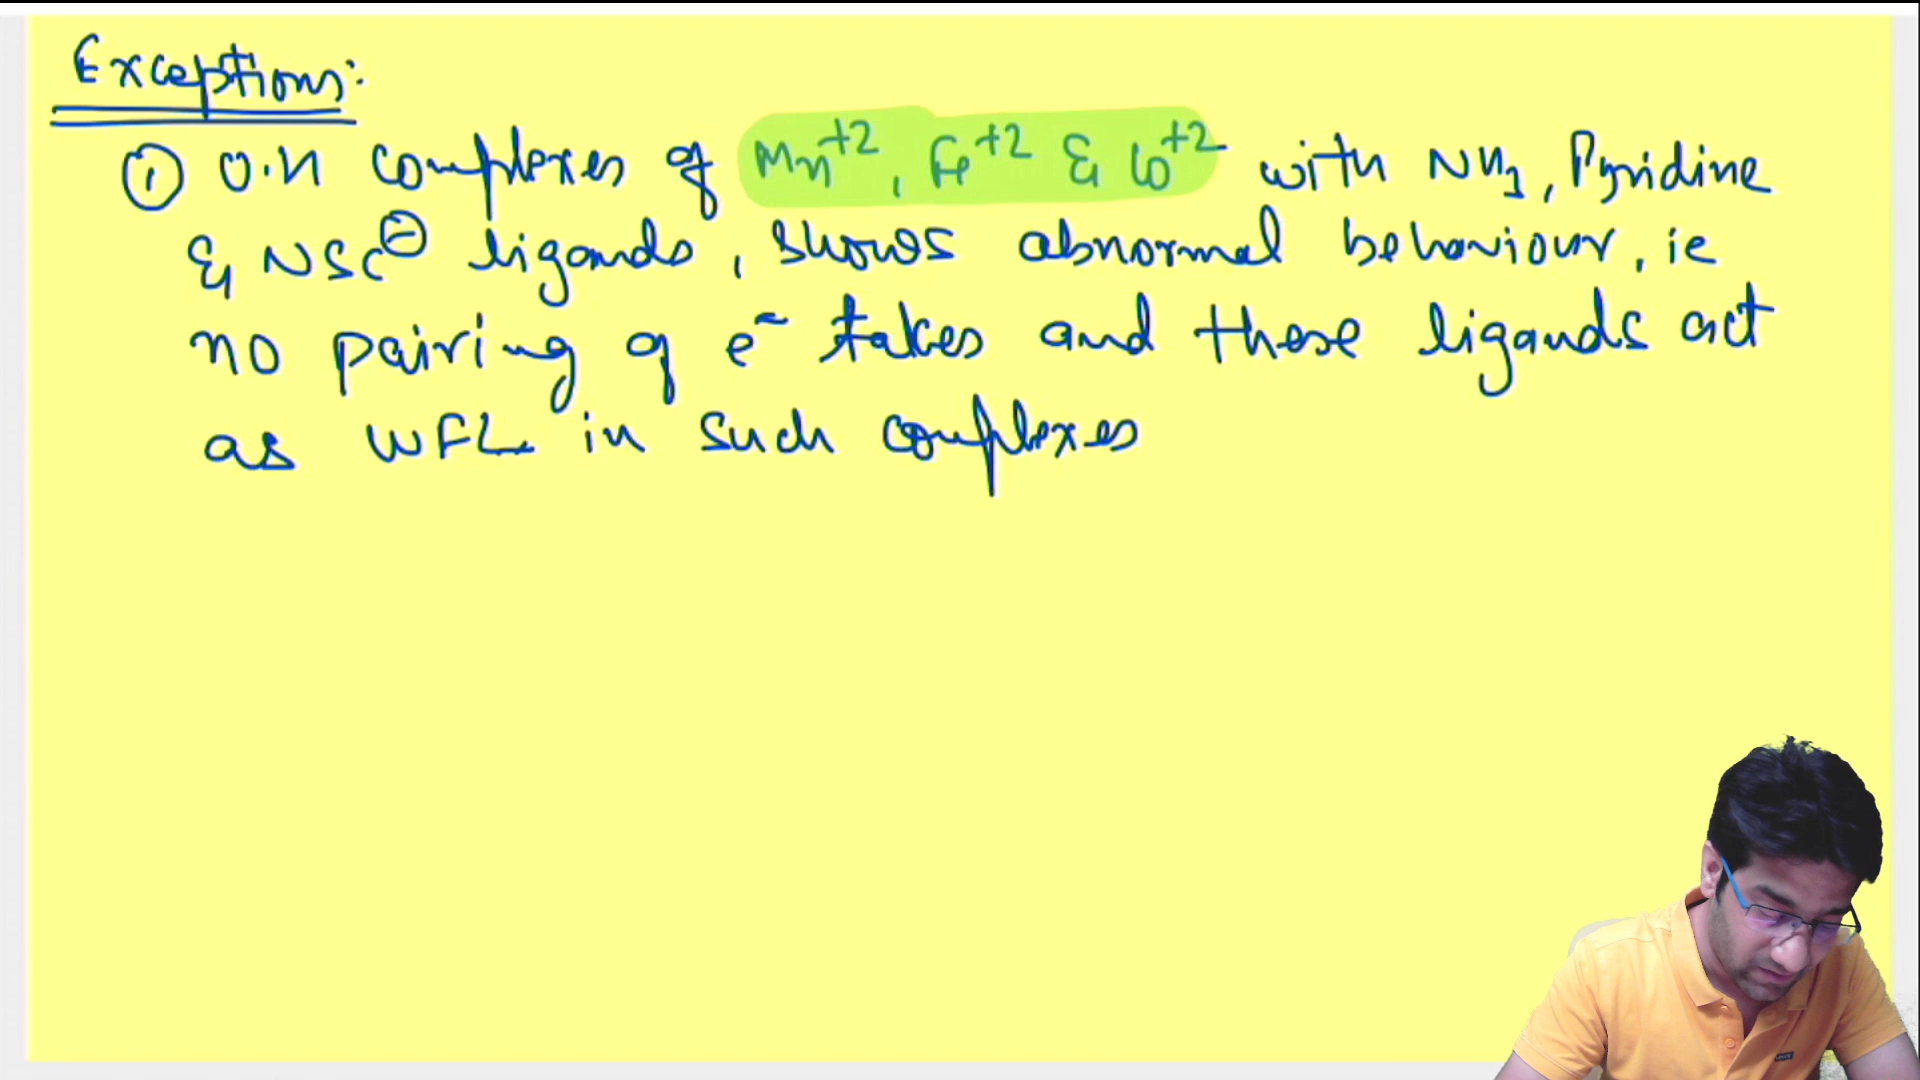 Exceptions:
① O.H complexes of Mn+2, Fe+2 & Co+2 with NH3, Pyridine
& NSC⊖ ligands, shows abnormal behaviour, ie
no pairing of e- takes and these ligands act
as WFL in such complexes